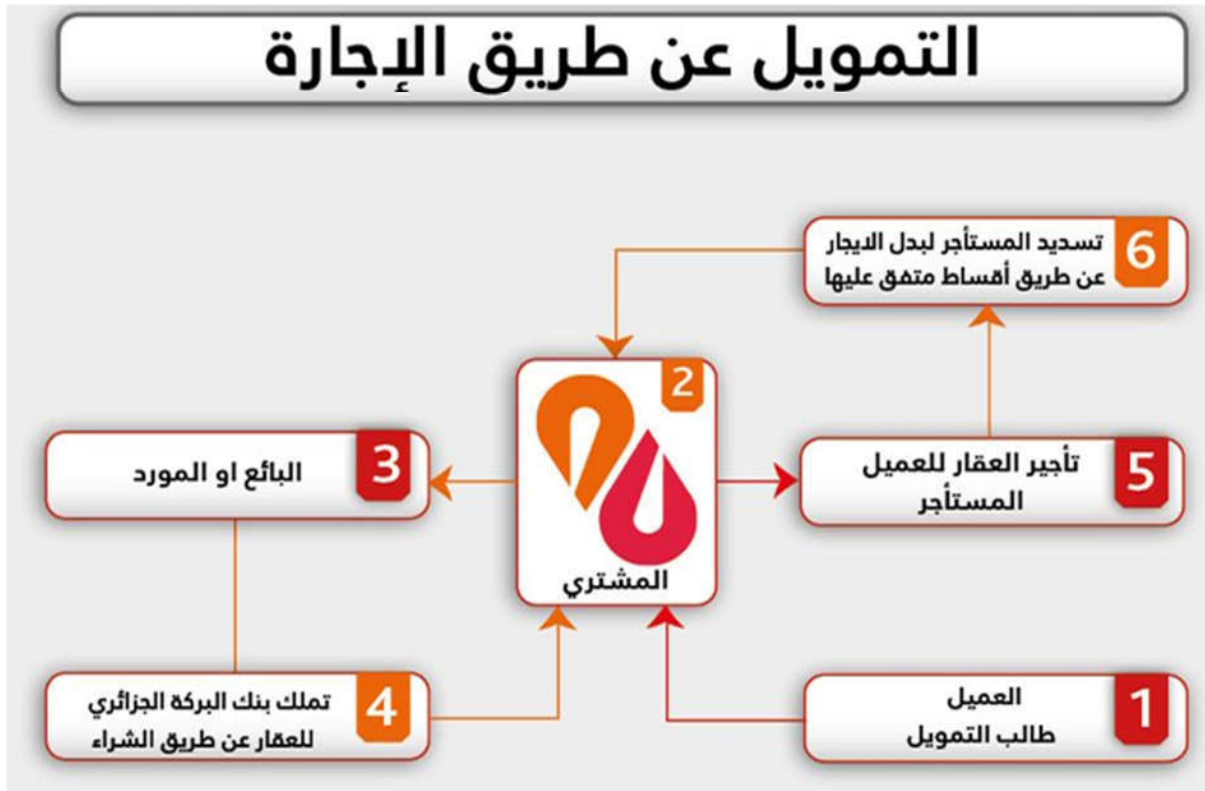 التمويل عن طريق الإجارة
6
تسديد المستأجر لبدل الايجار
عن طريق أقساط متفق عليها
2
المشتري
5
تأجير العقار للعميل
المستأجر
3
البائع او المورد
1
العميل
طالب التمويل
4
تملك بنك البركة الجزائري
للعقار عن طريق الشراء